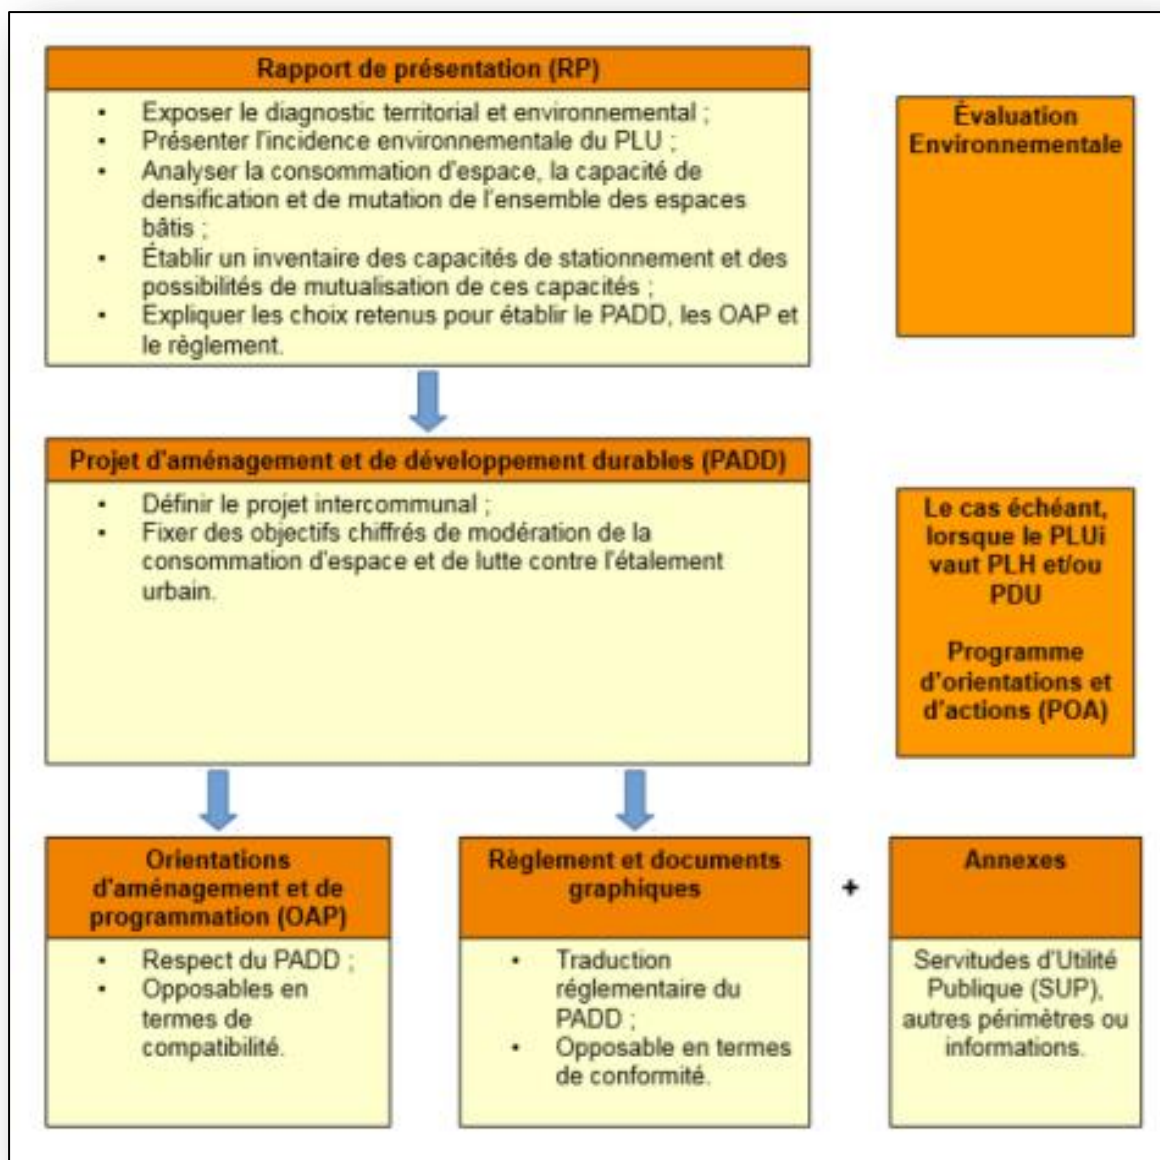 Rapport de présentation (RP)
• Exposer le diagnostic territorial et environnemental ;
• Présenter l'incidence environnementale du PLU ;
• Analyser la consommation d'espace, la capacité de
densification et de mutation de l'ensemble des espaces
bâtis ;
• Établir un inventaire des capacités de stationnement et des
possibilités de mutualisation de ces capacités ;
• Expliquer les choix retenus pour établir le PADD, les OAP et
le règlement.
Évaluation
Environnementale
Projet d'aménagement et de développement durables (PADD)
• Définir le projet intercommunal ;
• Fixer des objectifs chiffrés de modération de la
consommation d'espace et de lutte contre l'étalement
urbain.
Le cas échéant,
lorsque le PLUi
vaut PLH et/ou
PDU
Programme
d'orientations et
d'actions (POA)
Orientations
d'aménagement et de
programmation (OAP)
• Respect du PADD ;
• Opposables en
termes de
compatibilité.
Règlement et documents
graphiques
• Traduction
réglementaire du
PADD ;
• Opposable en termes
de conformité.
+
Annexes
Servitudes d'Utilité
Publique (SUP),
autres périmètres ou
informations.